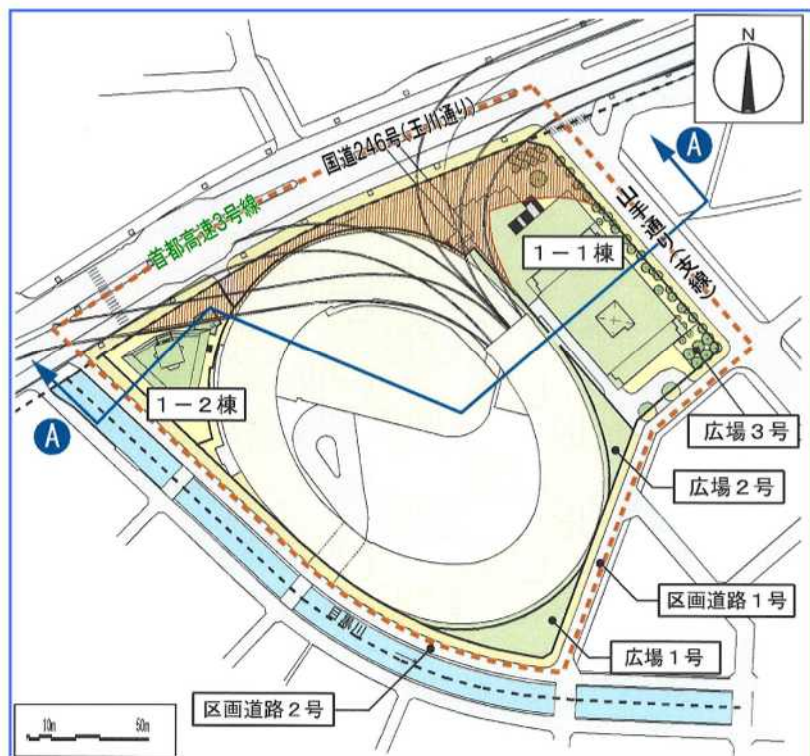 N
国道246号(玉川通り)
首都高速3号線
山手通り(支線)
A
1-1棟
1-2棟
A
広場3号
広場2号
区画道路1号
広場1号
区画道路2号
目黒川
10m 50m